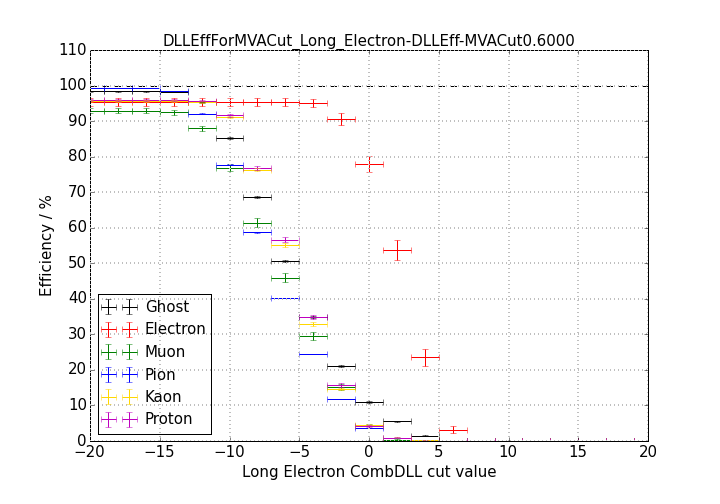 DLLEffForMVACut_Long_Electron-DLLEff-MVACut0.6000
110
100
90
80
70
60
50
40
30
20
10
0
Efficiency / %
Ghost
Electron
Muon
Pion
Kaon
Proton
−20 −15 −10 −5 0 5 10 15 20
Long Electron CombDLL cut value